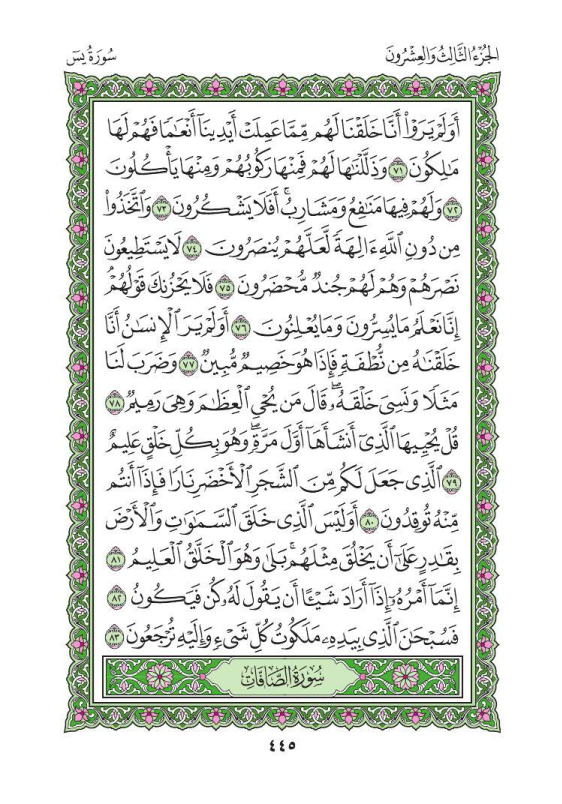 الجُزْءُ الثَّالِثُ وَالعِشْرُونَ
سُورَةُ يسٓ
أَوَلَمْ يَرَوْا۟ أَنَّا خَلَقْنَا لَهُم مِّمَّا عَمِلَتْ أَيْدِينَآ أَنْعَٰمًا فَهُمْ لَهَا
مَٰلِكُونَ ٧١ وَذَلَّلْنَٰهَا لَهُمْ فَمِنْهَا رَكُوبُهُمْ وَمِنْهَا يَأْكُلُونَ
٧٢ وَلَهُمْ فِيهَا مَنَٰفِعُ وَمَشَارِبُ ۚ أَفَلَا يَشْكُرُونَ ٧٣ وَٱتَّخَذُوا۟
مِن دُونِ ٱللَّهِ ءَالِهَةً لَّعَلَّهُمْ يُنصَرُونَ ٧٤ لَا يَسْتَطِيعُونَ
نَصْرَهُمْ وَهُمْ لَهُمْ جُندٌ مُّحْضَرُونَ ٧٥ فَلَا يَحْزُنكَ قَوْلُهُمْ ۘ
إِنَّا نَعْلَمُ مَا يُسِرُّونَ وَمَا يُعْلِنُونَ ٧٦ أَوَلَمْ يَرَ ٱلْإِنسَٰنُ أَنَّا
خَلَقْنَٰهُ مِن نُّطْفَةٍ فَإِذَا هُوَ خَصِيمٌ مُّبِينٌ ٧٧ وَضَرَبَ لَنَا
مَثَلًا وَنَسِىَ خَلْقَهُۥ ۖ قَالَ مَن يُحْىِ ٱلْعِظَٰمَ وَهِىَ رَمِيمٌ ٧٨
قُلْ يُحْيِيهَا ٱلَّذِىٓ أَنشَأَهَآ أَوَّلَ مَرَّةٍ ۖ وَهُوَ بِكُلِّ خَلْقٍ عَلِيمٌ
٧٩ ٱلَّذِى جَعَلَ لَكُم مِّنَ ٱلشَّجَرِ ٱلْأَخْضَرِ نَارًا فَإِذَآ أَنتُم
مِّنْهُ تُوقِدُونَ ٨٠ أَوَلَيْسَ ٱلَّذِى خَلَقَ ٱلسَّمَٰوَٰتِ وَٱلْأَرْضَ
بِقَٰدِرٍ عَلَىٰٓ أَن يَخْلُقَ مِثْلَهُم ۚ بَلَىٰ وَهُوَ ٱلْخَلَّٰقُ ٱلْعَلِيمُ ٨١
إِنَّمَآ أَمْرُهُۥٓ إِذَآ أَرَادَ شَيْـًٔا أَن يَقُولَ لَهُۥ كُن فَيَكُونُ ٨٢
فَسُبْحَٰنَ ٱلَّذِى بِيَدِهِۦ مَلَكُوتُ كُلِّ شَىْءٍ وَإِلَيْهِ تُرْجَعُونَ ٨٣
سُورَةُ الصَّافَّاتِ
٤٤٥